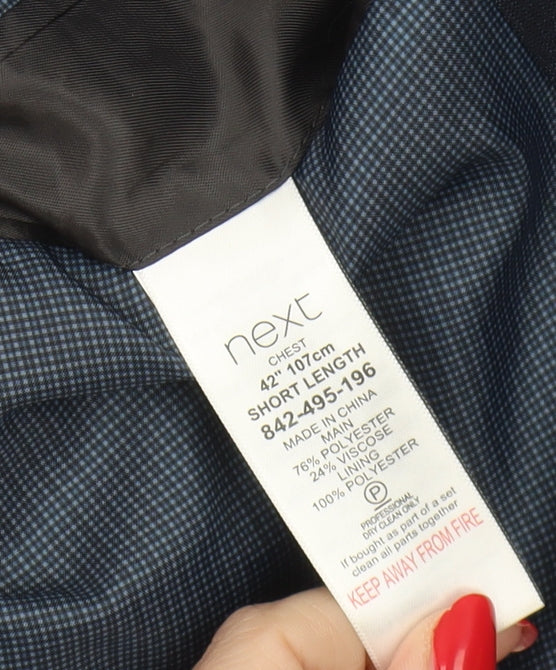 next
CHEST
42" 107cm
SHORT LENGTH
842-495-196
MADE IN CHINA
MAIN
76% POLYESTER
24% VISCOSE
LINING
100% POLYESTER
P
PROFESSIONAL
DRY CLEAN ONLY
If bought as part of a set
clean all parts together
KEEP AWAY FROM FIRE